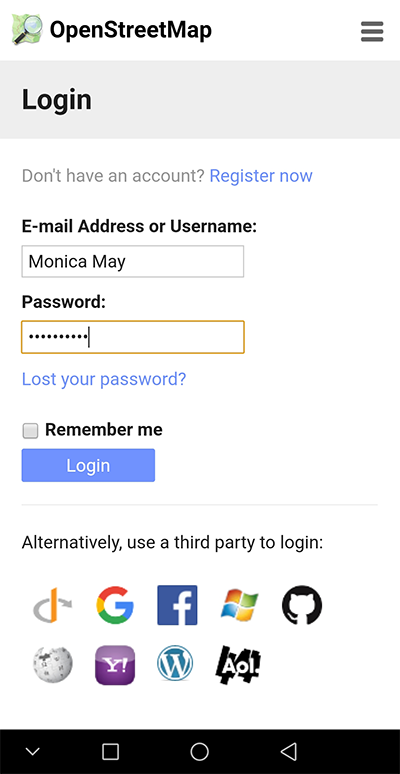 OpenStreetMap
Login
Don't have an account? Register now
E-mail Address or Username:
Monica May
Password:
••••••••••
Lost your password?
Remember me
Login
Alternatively, use a third party to login:
G f
W Y! W Aol.